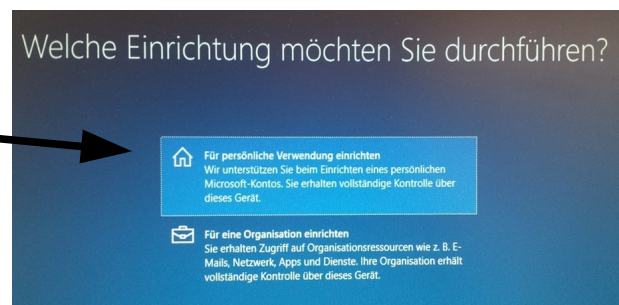 Welche Einrichtung möchten Sie durchführen?
Für persönliche Verwendung einrichten
Wir unterstützen Sie beim Einrichten eines persönlichen
Microsoft-Kontos. Sie erhalten vollständige Kontrolle über
dieses Gerät.
Für eine Organisation einrichten
Sie erhalten Zugriff auf Organisationsressourcen wie z. B. E-
Mails, Netzwerk, Apps und Dienste. Ihre Organisation erhält
vollständige Kontrolle über dieses Gerät.